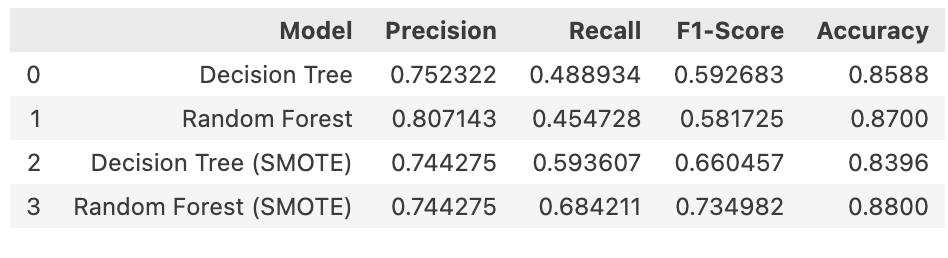 Model Precision Recall F1-Score Accuracy
0 Decision Tree 0.752322 0.488934 0.592683 0.8588
1 Random Forest 0.807143 0.454728 0.581725 0.8700
2 Decision Tree (SMOTE) 0.744275 0.593607 0.660457 0.8396
3 Random Forest (SMOTE) 0.744275 0.684211 0.734982 0.8800